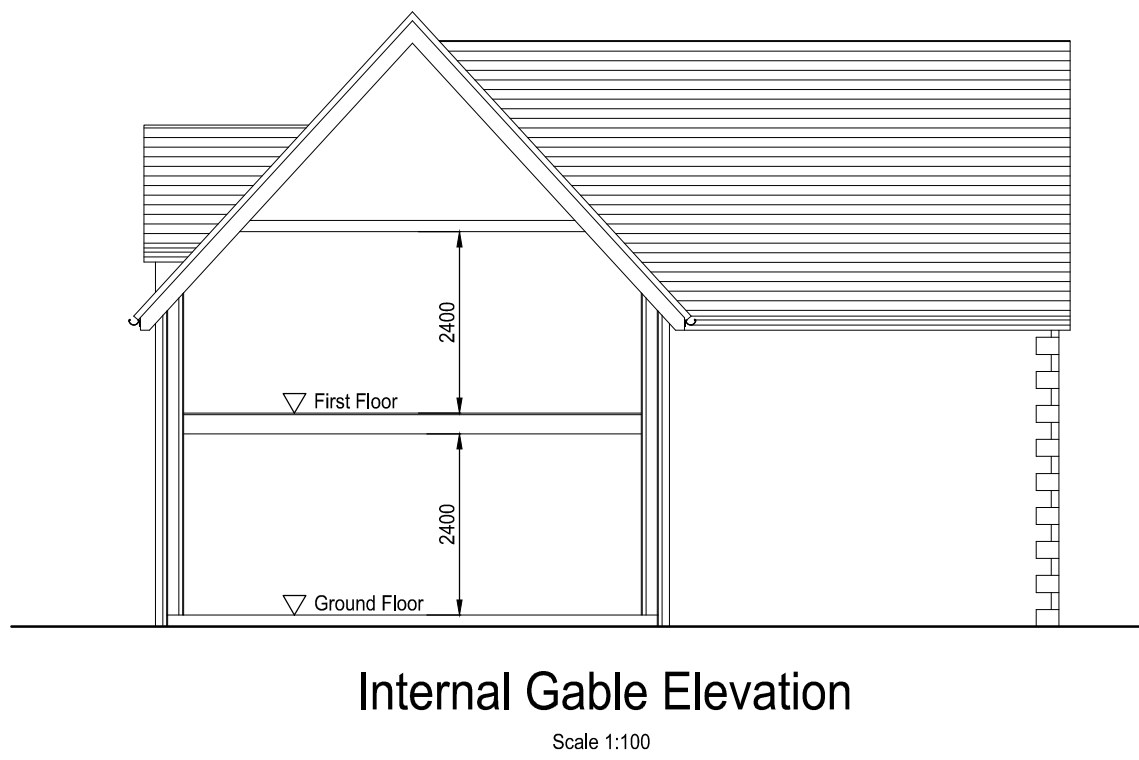 2400
First Floor
2400
Ground Floor
Internal Gable Elevation
Scale 1:100